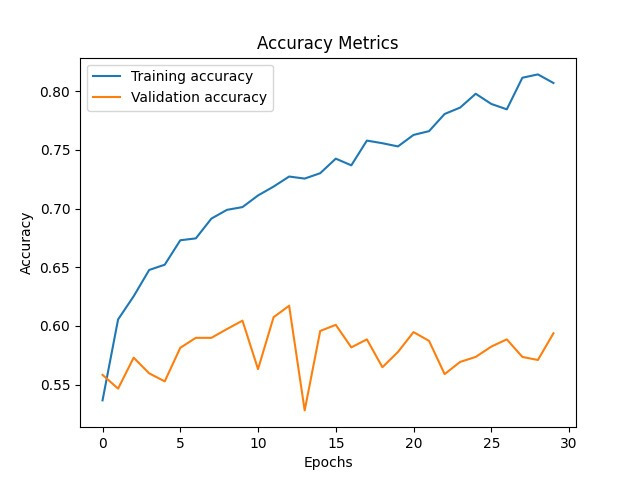 Accuracy Metrics
Training accuracy
Validation accuracy
0.80
0.75
0.70
0.65
0.60
0.55
Accuracy
0 5 10 15 20 25 30
Epochs